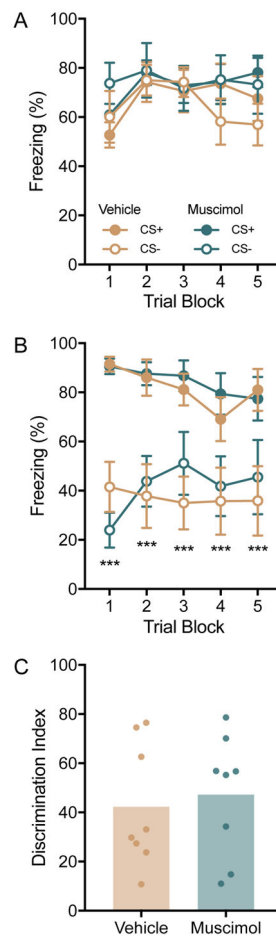 A
100
80
60
40
20
0
Freezing (%)
Vehicle Muscimol
CS+ CS+
CS- CS-
1 2 3 4 5
Trial Block
B
100
80
60
40
20
0
Freezing (%)
*** *** *** *** ***
1 2 3 4 5
Trial Block
C
100
80
60
40
20
0
Discrimination Index
Vehicle Muscimol